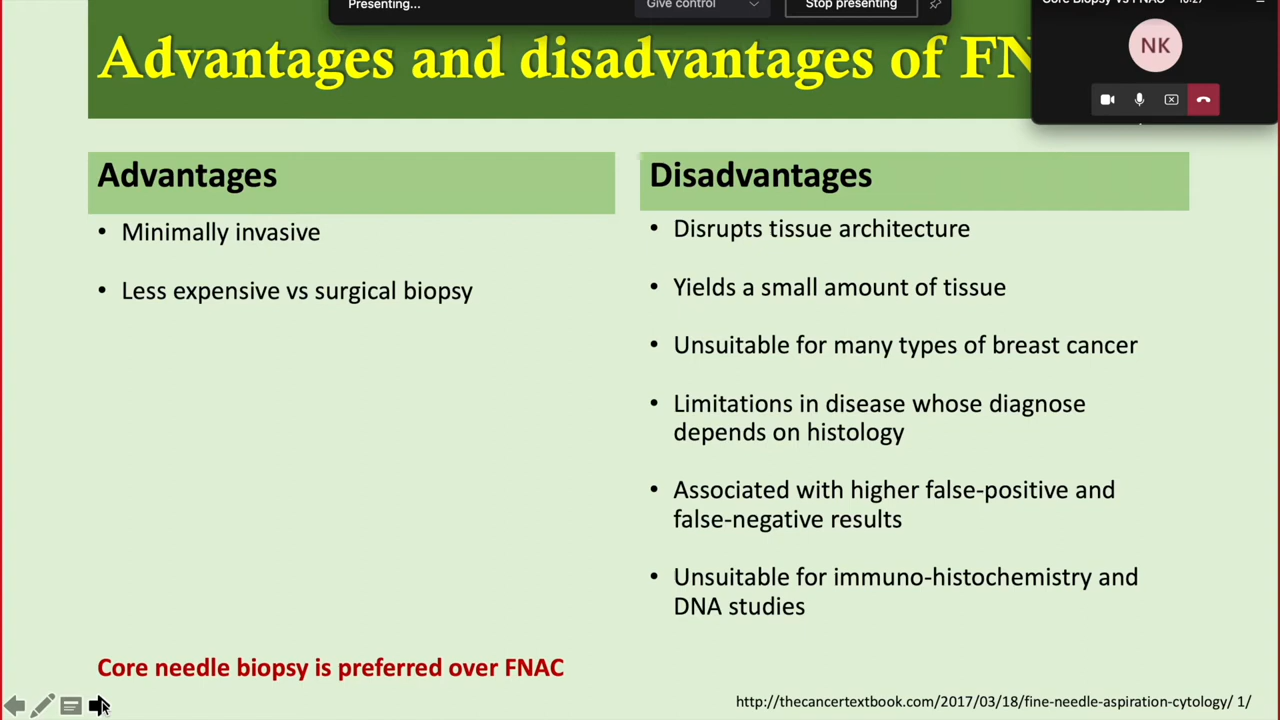 Presenting...
Give control
Stop presenting
Core Biopsy Vs FNAC
10:27
NK
Advantages and disadvantages of FN
Advantages
• Minimally invasive
• Less expensive vs surgical biopsy
Disadvantages
• Disrupts tissue architecture
• Yields a small amount of tissue
• Unsuitable for many types of breast cancer
• Limitations in disease whose diagnose
depends on histology
• Associated with higher false-positive and
false-negative results
• Unsuitable for immuno-histochemistry and
DNA studies
Core needle biopsy is preferred over FNAC
http://thecancertextbook.com/2017/03/18/fine-needle-aspiration-cytology/ 1/